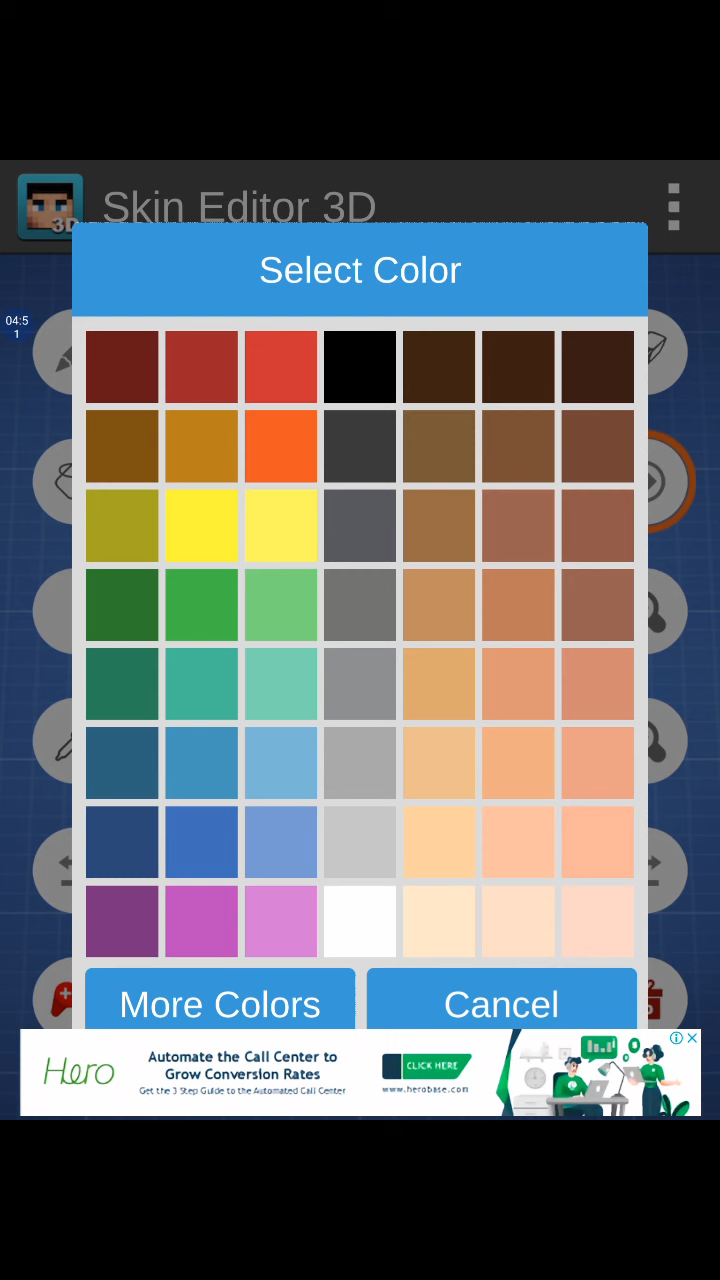 Skin Editor 3D
3D
Select Color
04:5
1
More Colors
Cancel
Hero
Automate the Call Center to
Grow Conversion Rates
Get the 3 Step Guide to the Automated Call Center
CLICK HERE
www.herobase.com